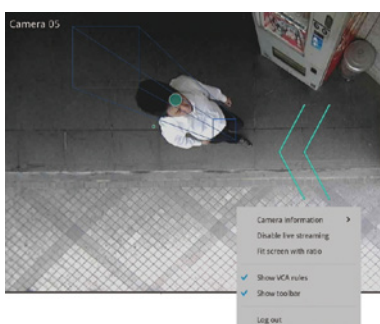 Camera 05
Camera information
Disable live streaming
Fit screen with ratio
Show VCA rules
Show toolbar
Log out